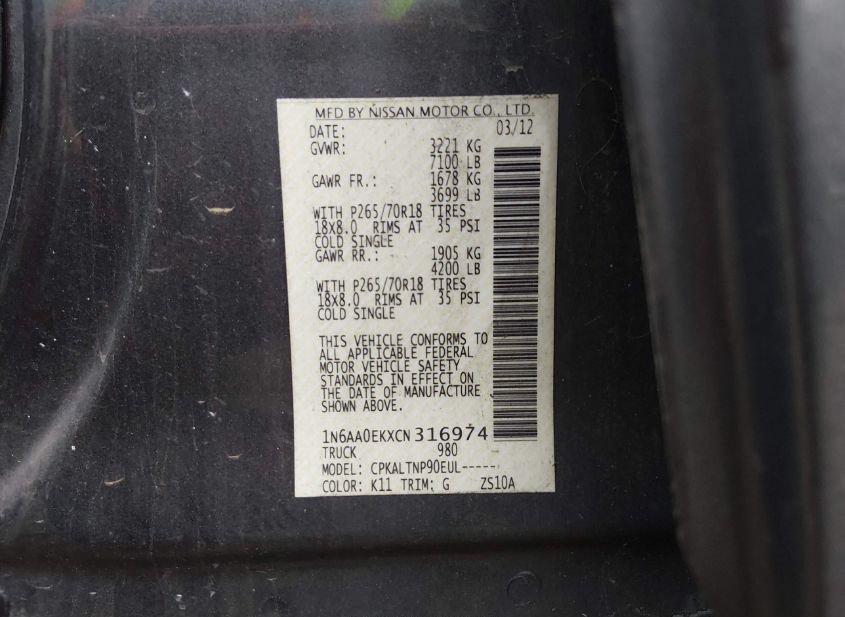 MFD BY NISSAN MOTOR CO., LTD.
DATE: 03/12
GVWR: 3221 KG
7100 LB
GAWR FR.: 1678 KG
3699 LB
WITH P265/70R18 TIRES
18X8.0 RIMS AT 35 PSI
COLD SINGLE
GAWR RR.: 1905 KG
4200 LB
WITH P265/70R18 TIRES
18X8.0 RIMS AT 35 PSI
COLD SINGLE
THIS VEHICLE CONFORMS TO
ALL APPLICABLE FEDERAL
MOTOR VEHICLE SAFETY
STANDARDS IN EFFECT ON
THE DATE OF MANUFACTURE
SHOWN ABOVE.
1N6AA0EKXCN316974
TRUCK 980
MODEL: CPKALTNP90EUL-----
COLOR: K11 TRIM: G ZS10A